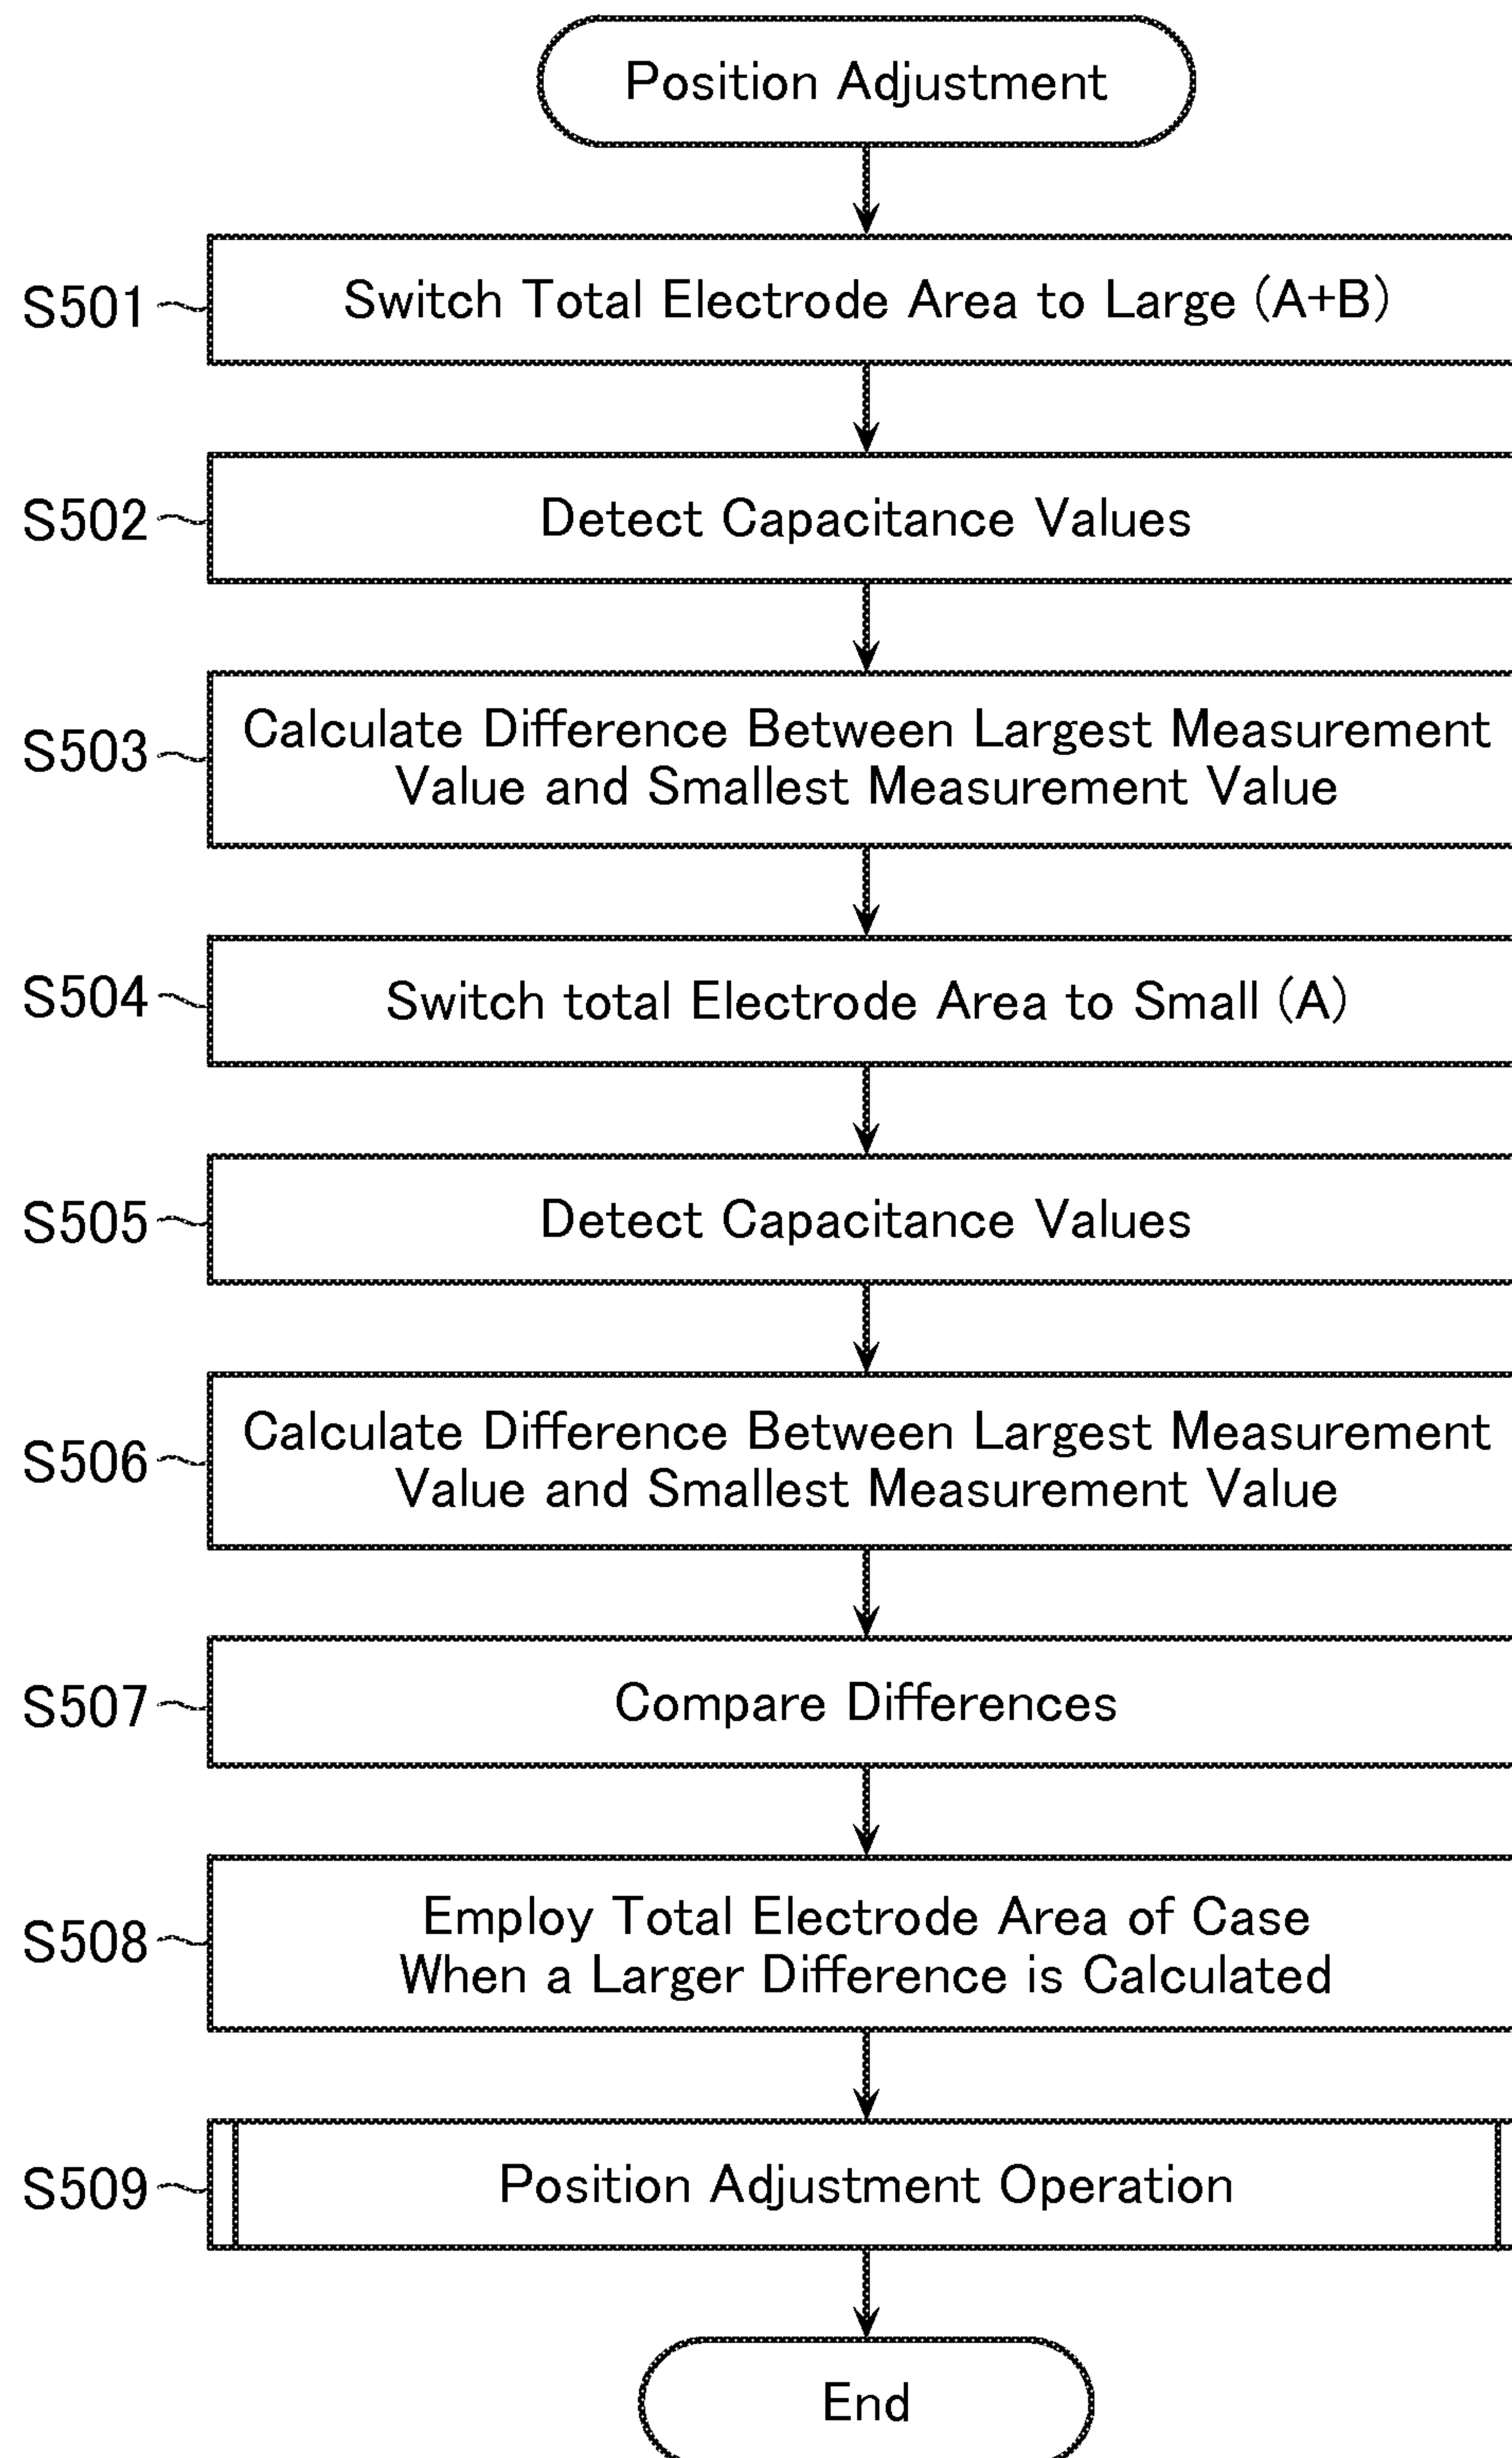 Position Adjustment
S501
Switch Total Electrode Area to Large (A+B)
S502
Detect Capacitance Values
S503
Calculate Difference Between Largest Measurement
Value and Smallest Measurement Value
S504
Switch total Electrode Area to Small (A)
S505
Detect Capacitance Values
S506
Calculate Difference Between Largest Measurement
Value and Smallest Measurement Value
S507
Compare Differences
S508
Employ Total Electrode Area of Case
When a Larger Difference is Calculated
S509
Position Adjustment Operation
End